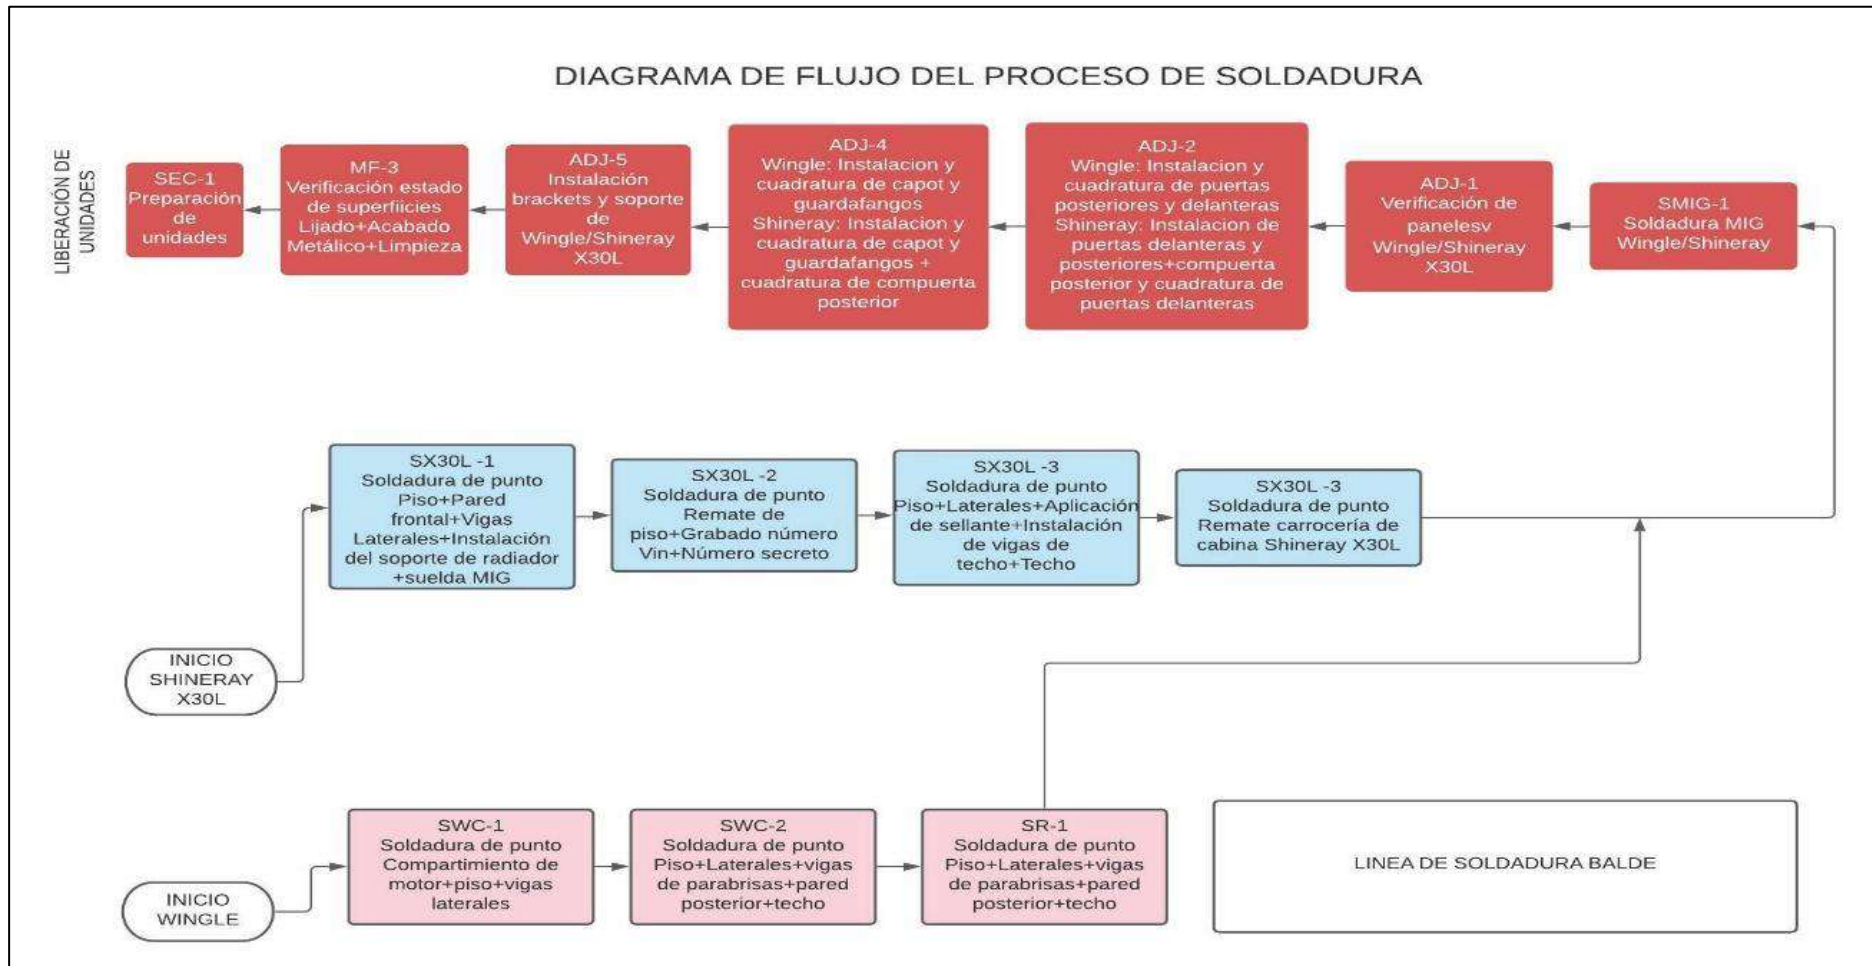 DIAGRAMA DE FLUJO DEL PROCESO DE SOLDADURA
LIBERACIÓN DE
UNIDADES
SEC-1
Preparación
de
unidades
MF-3
Verificación estado
de superfiicies
Lijado+Acabado
Metálico+Limpieza
ADJ-5
Instalación
brackets y soporte
de
Wingle/Shineray
X30L
ADJ-4
Wingle: Instalacion y
cuadratura de capot y
guardafangos
Shineray: Instalacion y
cuadratura de capot y
guardafangos +
cuadratura de compuerta
posterior
ADJ-2
Wingle: Instalacion y
cuadratura de puertas
posteriores y delanteras
Shineray: Instalacion de
puertas delanteras y
posteriores+compuerta
posterior y cuadratura de
puertas delanteras
ADJ-1
Verificación de
panelesv
Wingle/Shineray
X30L
SMIG-1
Soldadura MIG
Wingle/Shineray
SX30L -1
Soldadura de punto
Piso+Pared
frontal+Vigas
Laterales+Instalación
del soporte de radiador
+suelda MIG
SX30L -2
Soldadura de punto
Remate de
piso+Grabado número
Vin+Número secreto
SX30L -3
Soldadura de punto
Piso+Laterales+Aplicación
de sellante+Instalación
de vigas de
techo+Techo
SX30L -3
Soldadura de punto
Remate carrocería de
cabina Shineray X30L
INICIO
SHINERAY
X30L
SWC-1
Soldadura de punto
Compartimiento de
motor+piso+vigas
laterales
SWC-2
Soldadura de punto
Piso+Laterales+vigas
de parabrisas+pared
posterior+techo
SR-1
Soldadura de punto
Piso+Laterales+vigas
de parabrisas+pared
posterior+techo
LINEA DE SOLDADURA BALDE
INICIO
WINGLE